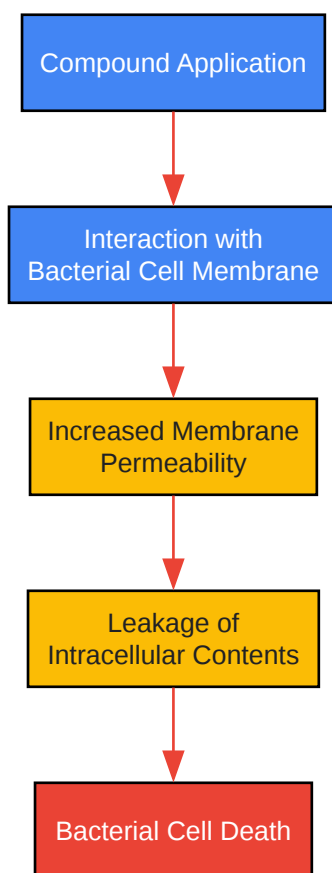 Compound Application
Interaction with
Bacterial Cell Membrane
Increased Membrane
Permeability
Leakage of
Intracellular Contents
Bacterial Cell Death